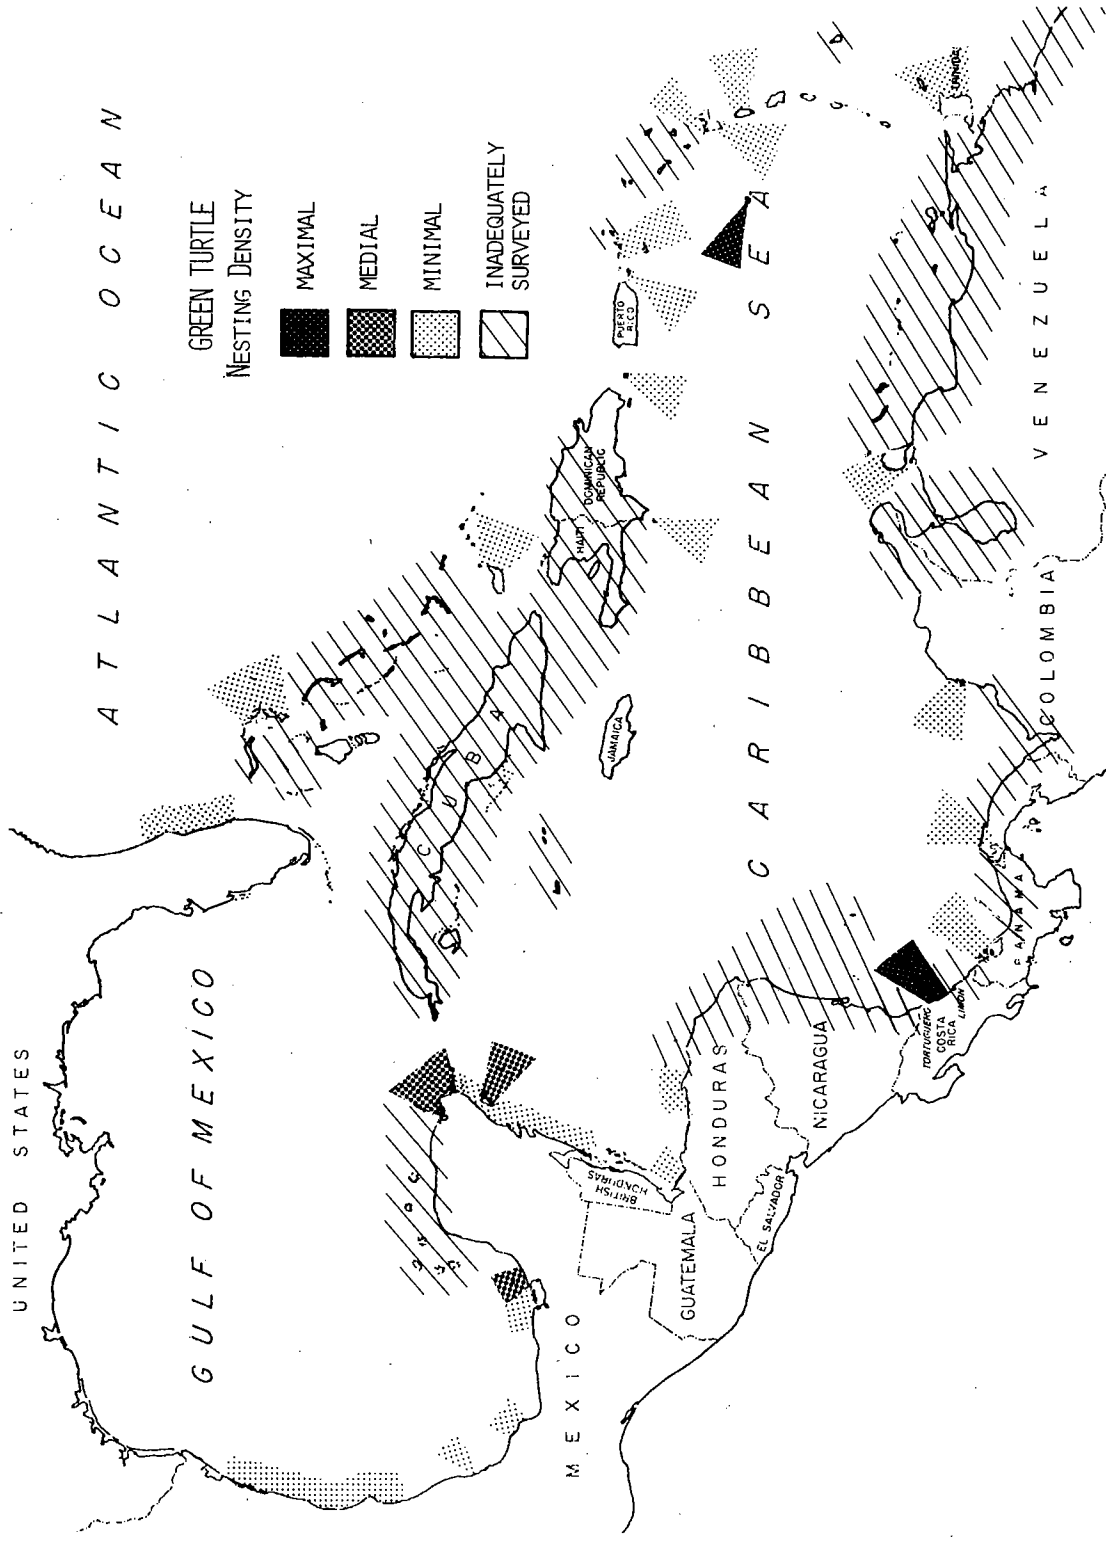 ATLANTIC OCEAN
GREEN TURTLE
NESTING DENSITY
MAXIMAL
MEDIAL
MINIMAL
INADEQUATELY
SURVEYED
UNITED STATES
GULF OF MEXICO
CUBA
HAITI
DOMINICAN
REPUBLIC
PUERTO
RICO
JAMAICA
CARIBBEAN SEA
MEXICO
BRITISH
HONDURAS
GUATEMALA
HONDURAS
EL SALVADOR
NICARAGUA
TORTUGUERO
COSTA
RICA
LIMON
PANAMA
COLOMBIA
VENEZUELA